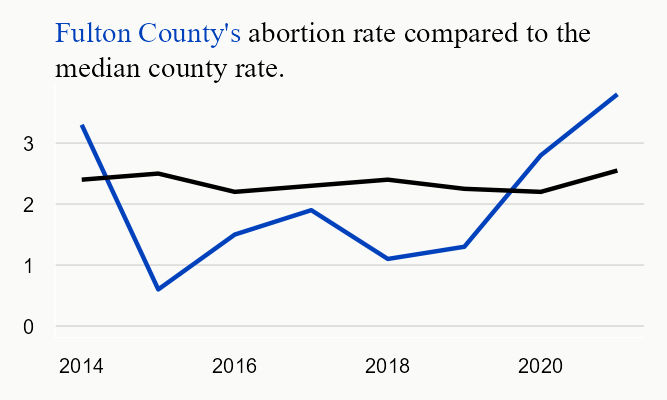 Fulton County's abortion rate compared to the
median county rate.
3
2
1
0
2014 2016 2018 2020